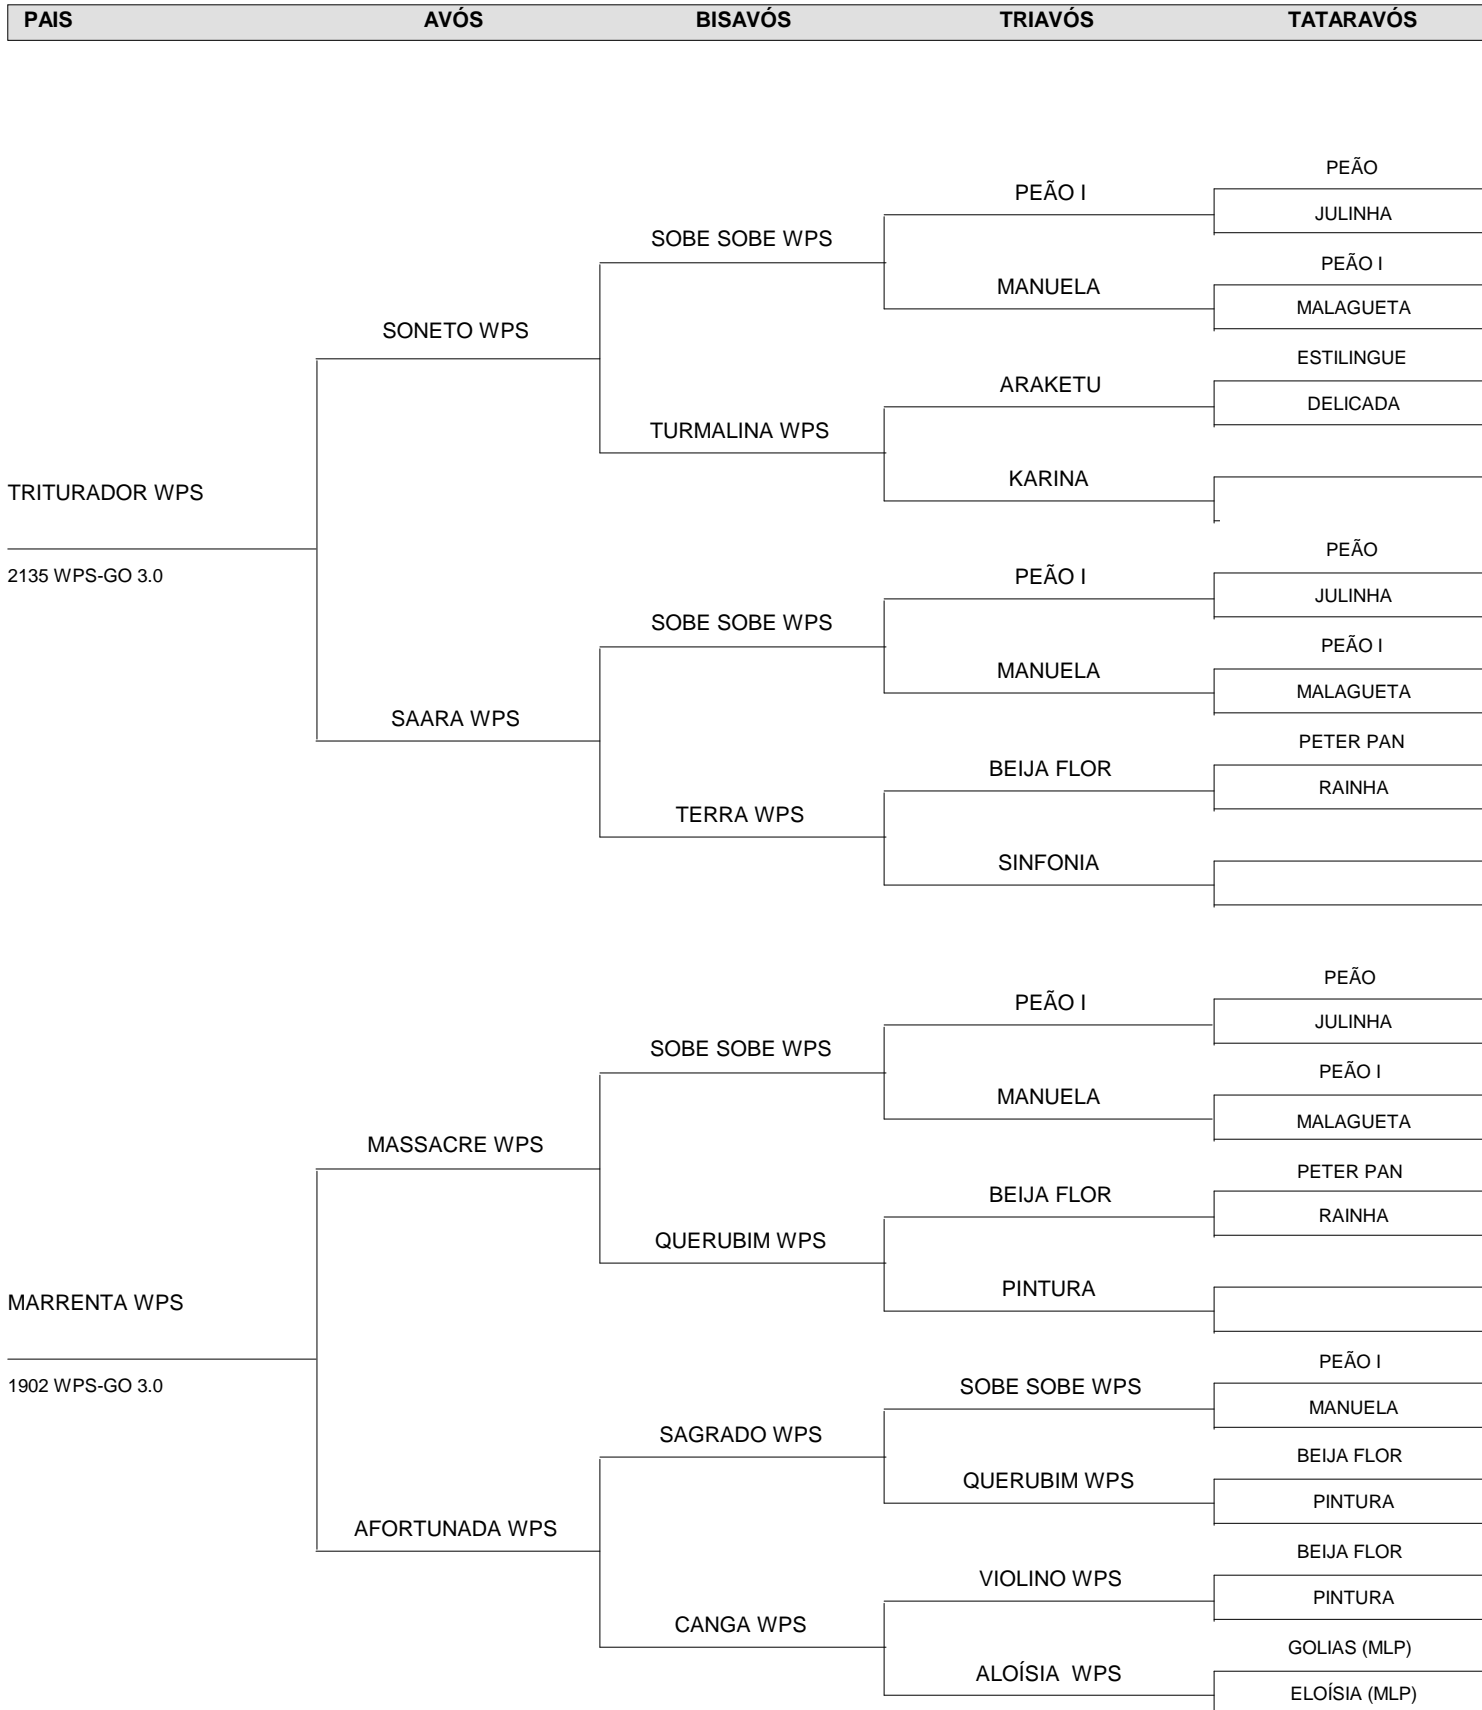 PAIS AVÓS BISAVÓS TRIAVÓS TATARAVÓS
PEÃO
PEÃO I
JULINHA
SOBE SOBE WPS
PEÃO I
MANUELA
MALAGUETA
SONETO WPS
ESTILINGUE
ARAKETU
DELICADA
TURMALINA WPS
KARINA
TRITURADOR WPS
PEÃO
2135 WPS-GO 3.0
PEÃO I
JULINHA
SOBE SOBE WPS
PEÃO I
MANUELA
MALAGUETA
SAARA WPS
PETER PAN
BEIJA FLOR
RAINHA
TERRA WPS
SINFONIA
PEÃO
PEÃO I
JULINHA
SOBE SOBE WPS
PEÃO I
MANUELA
MALAGUETA
MASSACRE WPS
PETER PAN
BEIJA FLOR
RAINHA
QUERUBIM WPS
PINTURA
MARRENTA WPS
PEÃO I
1902 WPS-GO 3.0
SOBE SOBE WPS
MANUELA
SAGRADO WPS
BEIJA FLOR
QUERUBIM WPS
PINTURA
AFORTUNADA WPS
BEIJA FLOR
VIOLINO WPS
PINTURA
CANGA WPS
GOLIAS (MLP)
ALOÍSIA WPS
ELOÍSIA (MLP)